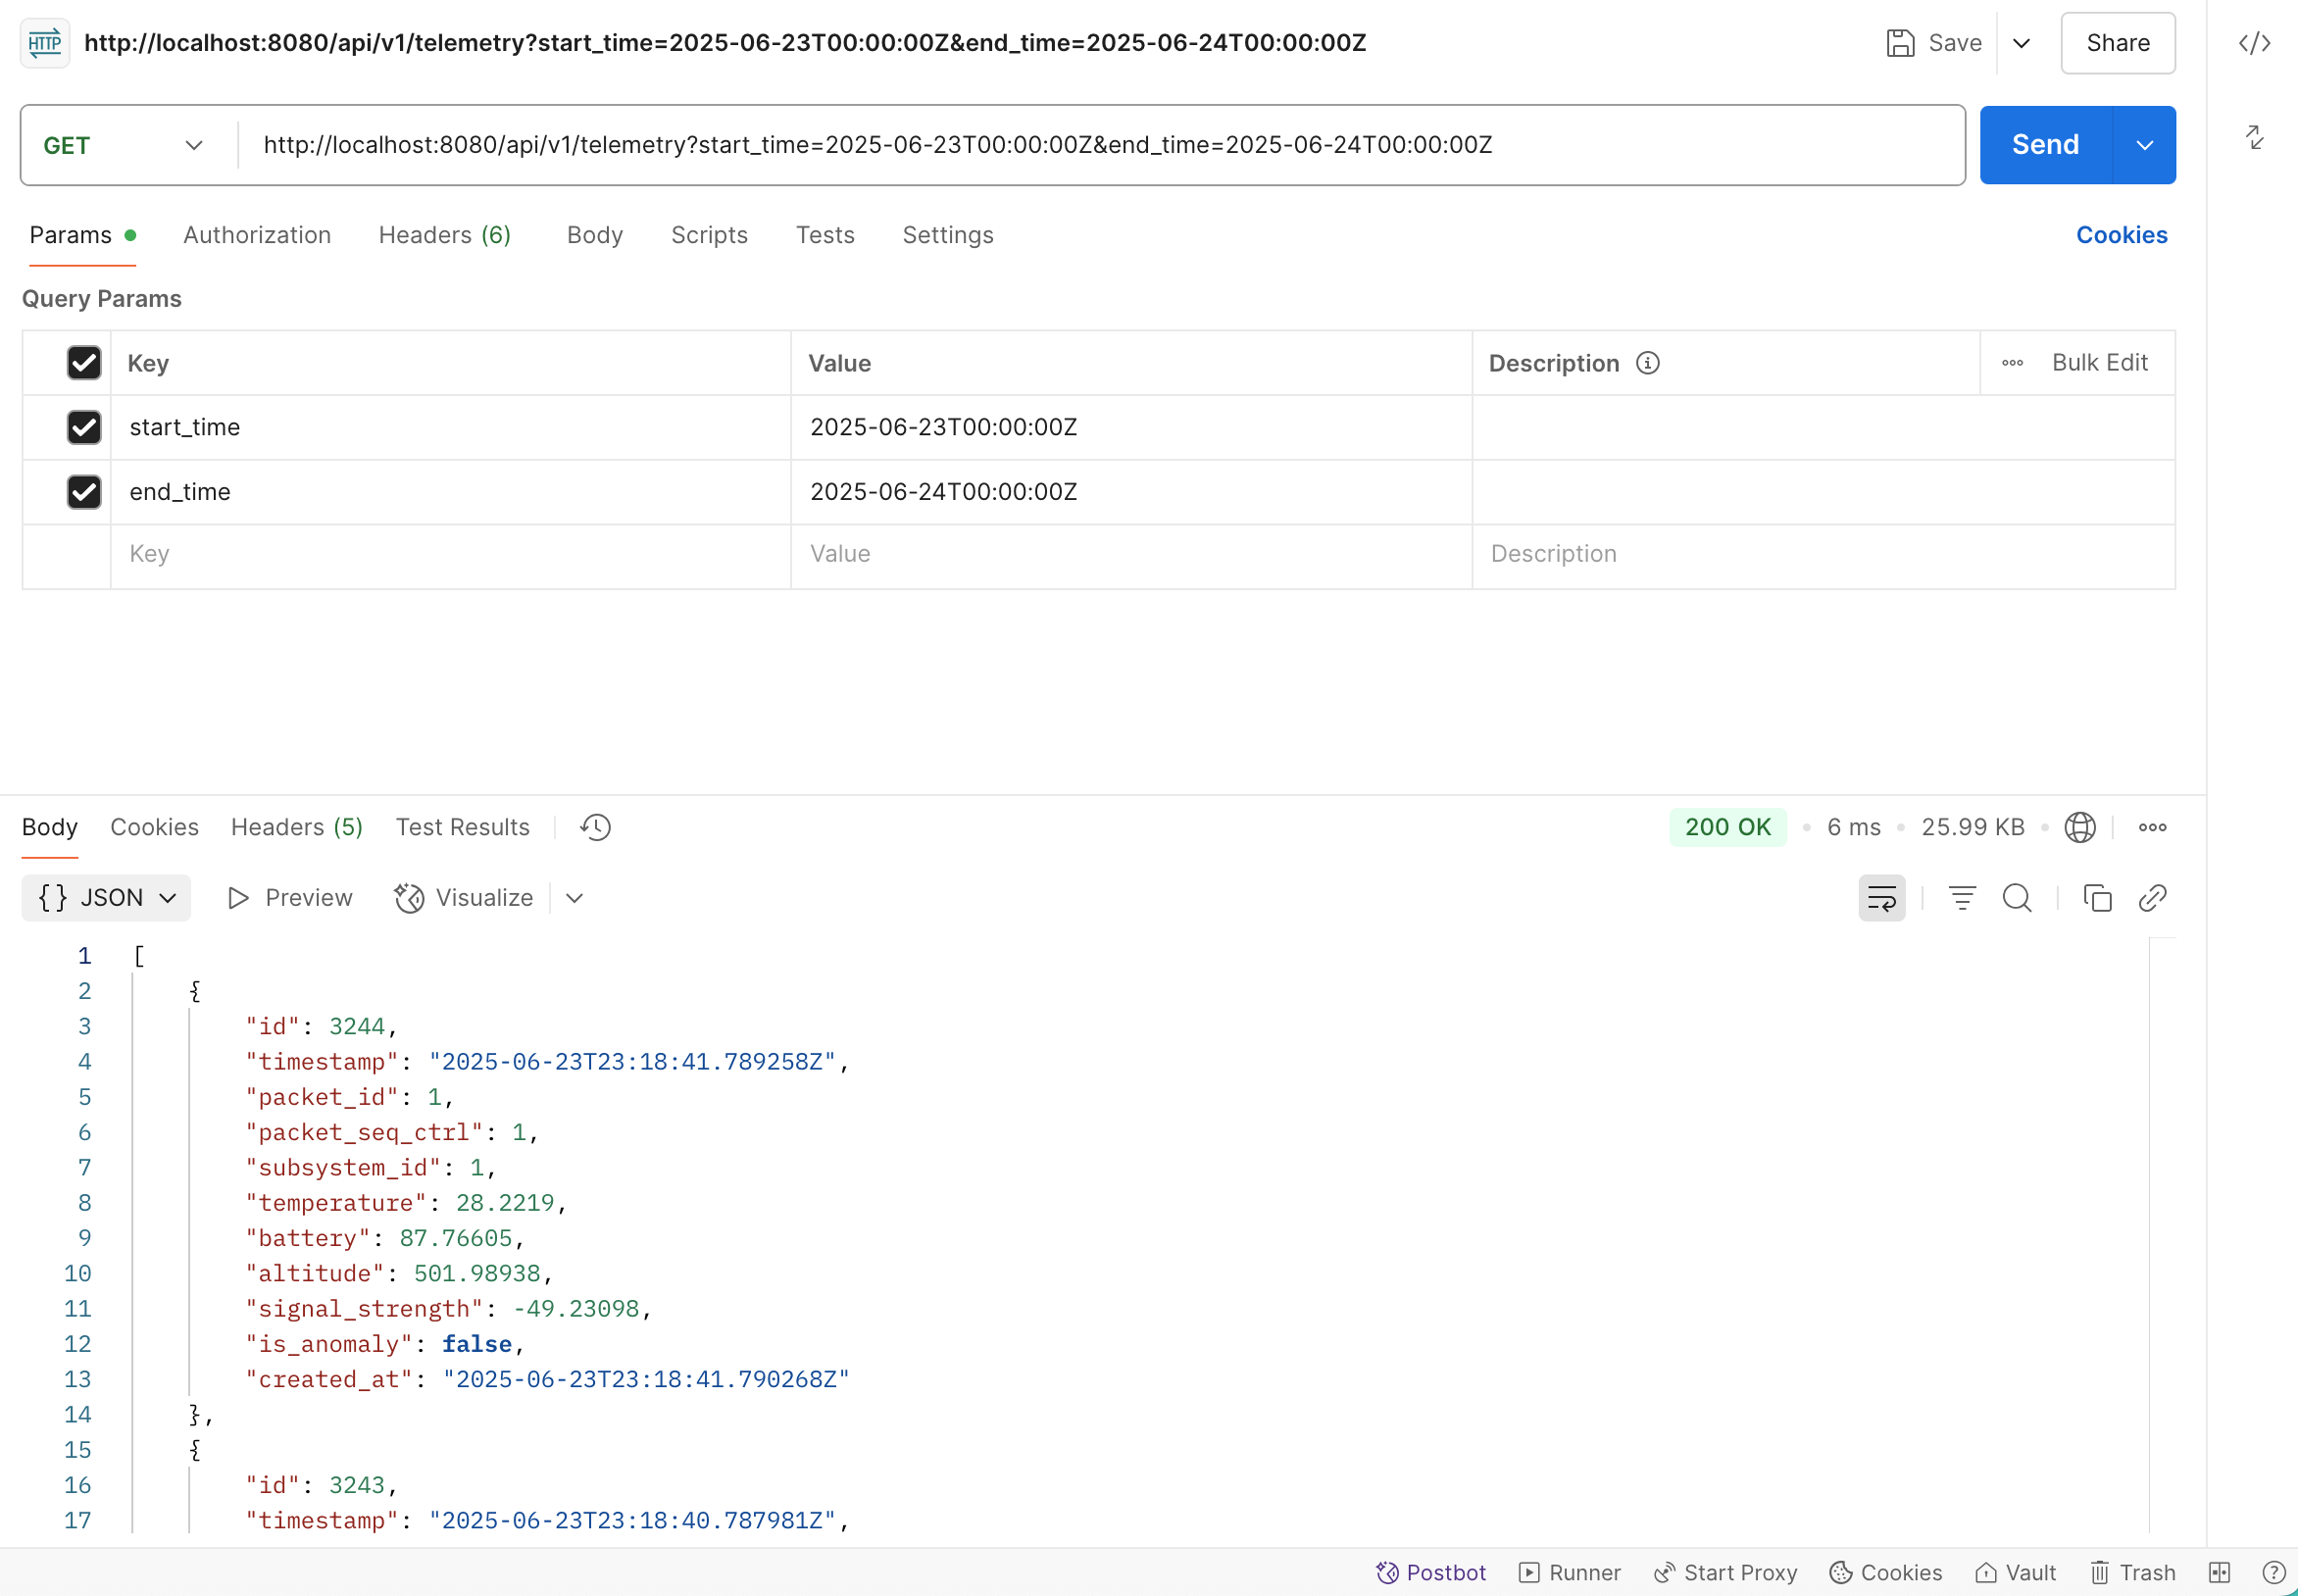 HTTP http://localhost:8080/api/v1/telemetry?start_time=2025-06-23T00:00:00Z&end_time=2025-06-24T00:00:00Z Save Share
GET http://localhost:8080/api/v1/telemetry?start_time=2025-06-23T00:00:00Z&end_time=2025-06-24T00:00:00Z Send
Params Authorization Headers (6) Body Scripts Tests Settings Cookies
Query Params
Key Value Description Bulk Edit
start_time 2025-06-23T00:00:00Z
end_time 2025-06-24T00:00:00Z
Key Value Description
Body Cookies Headers (5) Test Results 200 OK 6 ms 25.99 KB
{} JSON Preview Visualize
1 [
2 {
3 "id": 3244,
4 "timestamp": "2025-06-23T23:18:41.789258Z",
5 "packet_id": 1,
6 "packet_seq_ctrl": 1,
7 "subsystem_id": 1,
8 "temperature": 28.2219,
9 "battery": 87.76605,
10 "altitude": 501.98938,
11 "signal_strength": -49.23098,
12 "is_anomaly": false,
13 "created_at": "2025-06-23T23:18:41.790268Z"
14 },
15 {
16 "id": 3243,
17 "timestamp": "2025-06-23T23:18:40.787981Z",
Postbot Runner Start Proxy Cookies Vault Trash